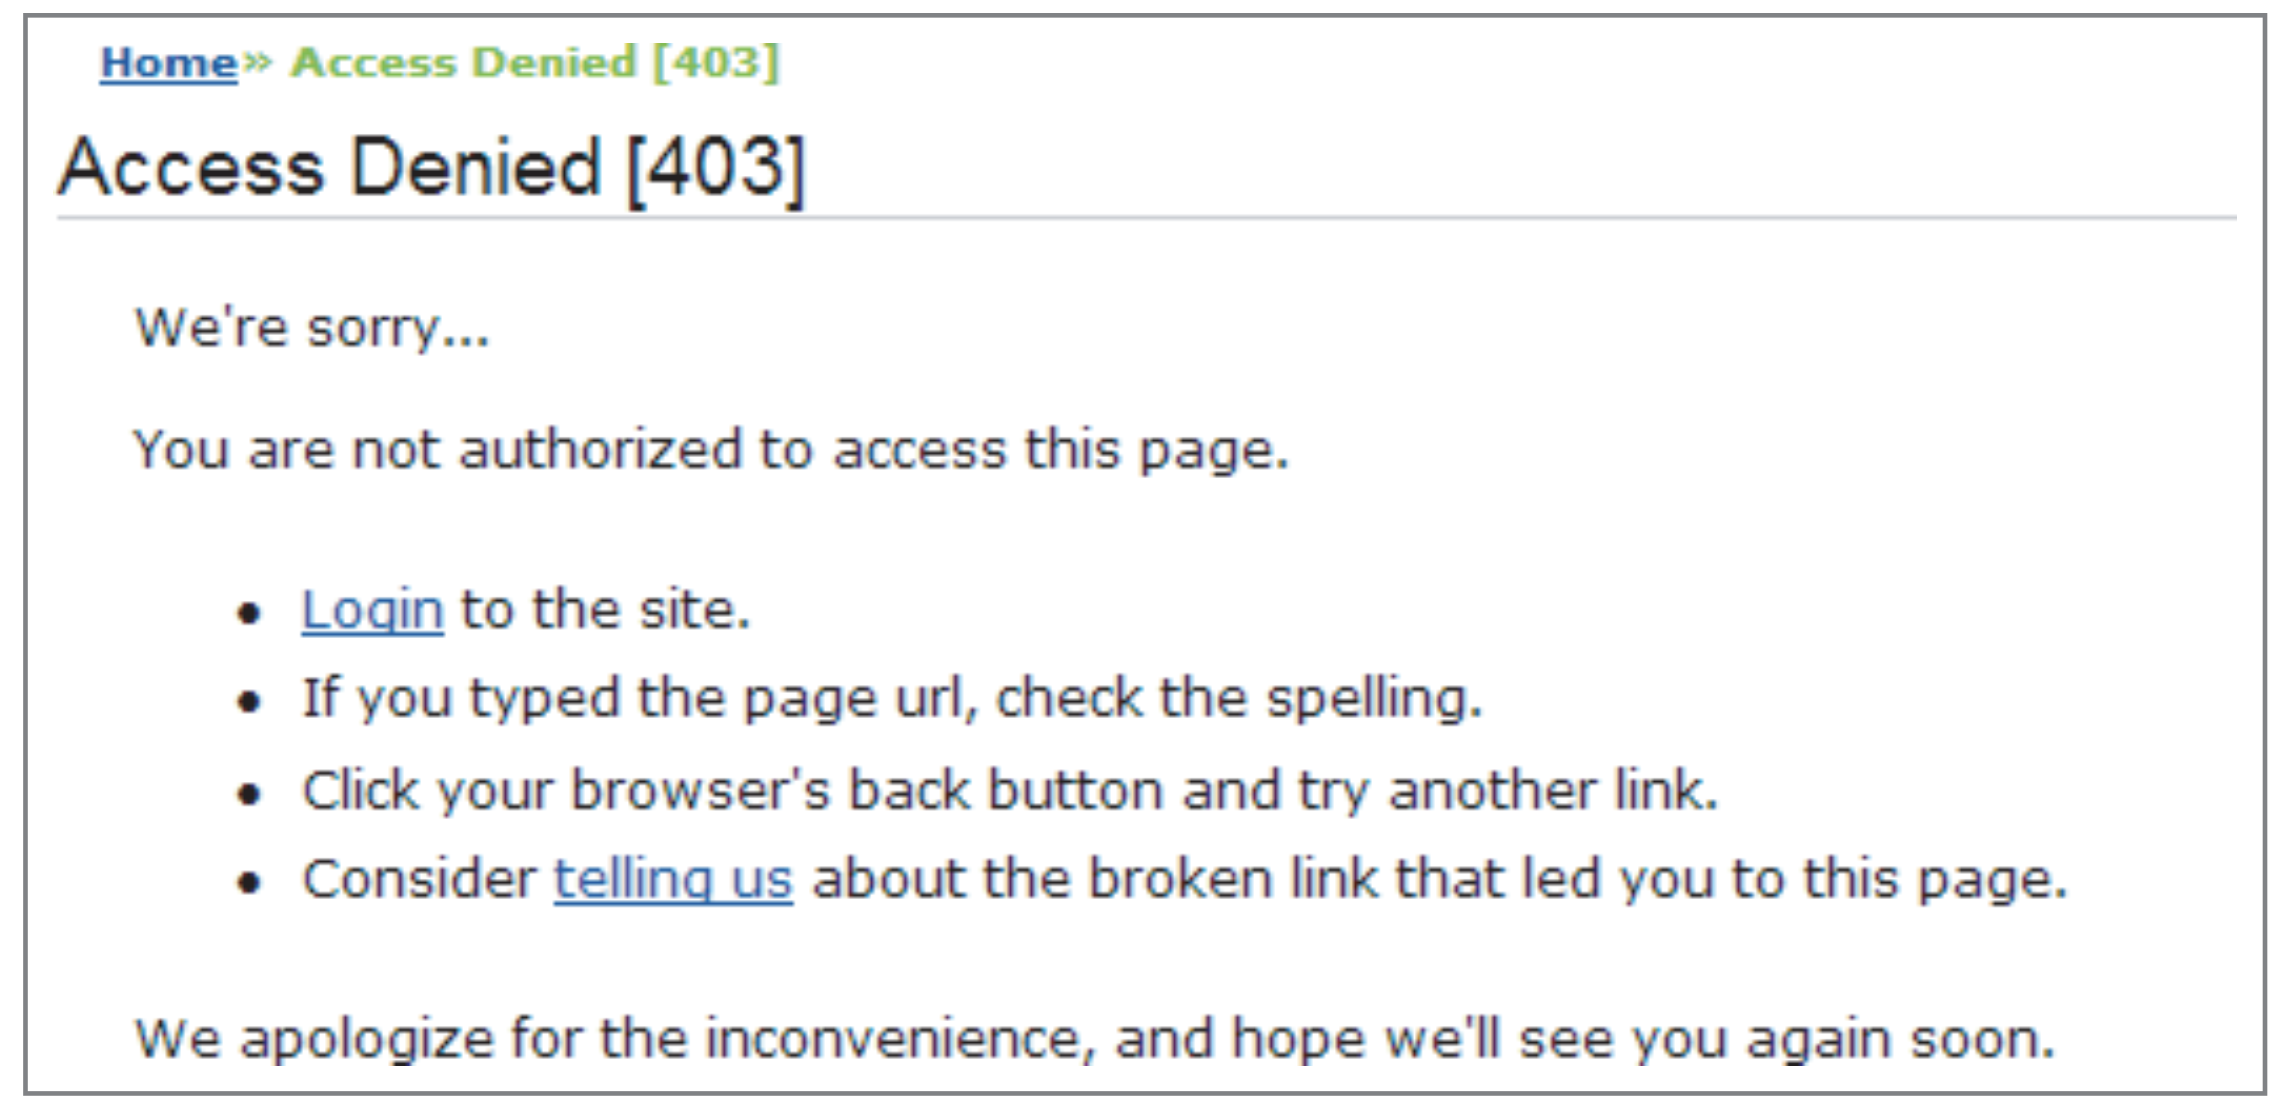 Home» Access Denied [403]
Access Denied [403]
We're sorry...
You are not authorized to access this page.
• Login to the site.
• If you typed the page url, check the spelling.
• Click your browser's back button and try another link.
• Consider telling us about the broken link that led you to this page.
We apologize for the inconvenience, and hope we'll see you again soon.